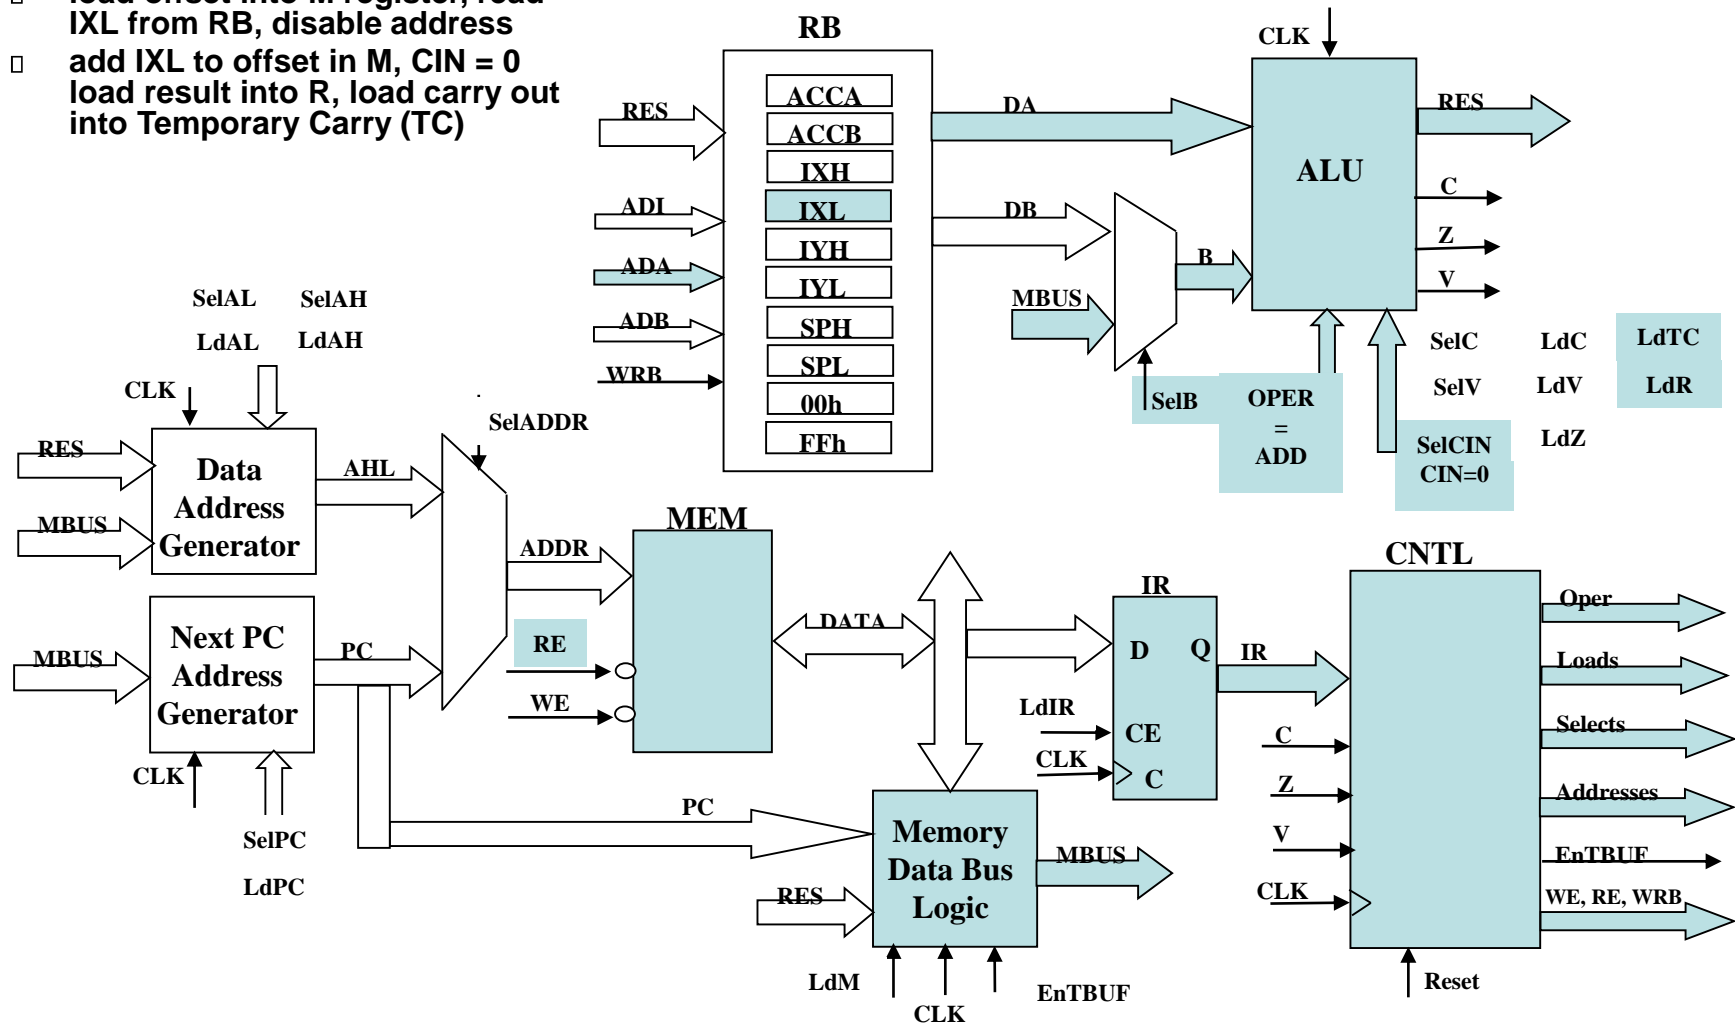 load offset into M register, read
IXL from RB, disable address
add IXL to offset in M, CIN = 0
load result into R, load carry out
into Temporary Carry (TC)
RB
RES
ADI
ADA
ADB
WRB
ACCA
ACCB
IXH
IXL
IYH
IYL
SPH
SPL
00h
FFh
DA
DB
MBUS
B
SelB
CLK
ALU
RES
C
Z
V
OPER
=
ADD
SelCIN
CIN=0
SelC
LdC
LdTC
SelV
LdV
LdR
LdZ
SelAL
SelAH
LdAL
LdAH
CLK
RES
MBUS
Data
Address
Generator
AHL
SelADDR
MBUS
Next PC
Address
Generator
PC
CLK
SelPC
LdPC
ADDR
RE
WE
MEM
DATA
PC
RES
Memory
Data Bus
Logic
MBUS
LdM
CLK
EnTBUF
IR
D
Q
CE
C
LdIR
CLK
IR
CNTL
C
Z
V
CLK
Reset
Oper
Loads
Selects
Addresses
EnTBUF
WE, RE, WRB